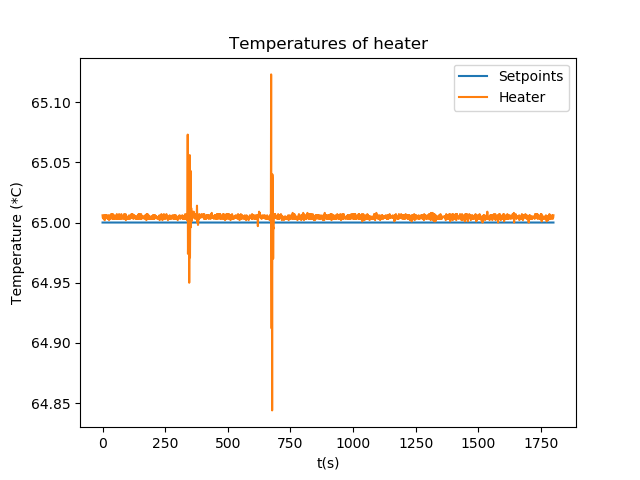 Temperatures of heater
Setpoints
Heater
65.10
65.05
65.00
64.95
64.90
64.85
Temperature (*C)
0 250 500 750 1000 1250 1500 1750
t(s)